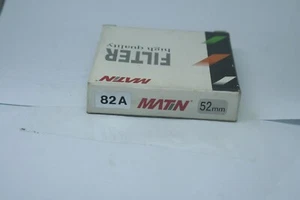 FILTER
high quality
MATIN
82A MATIN 52mm